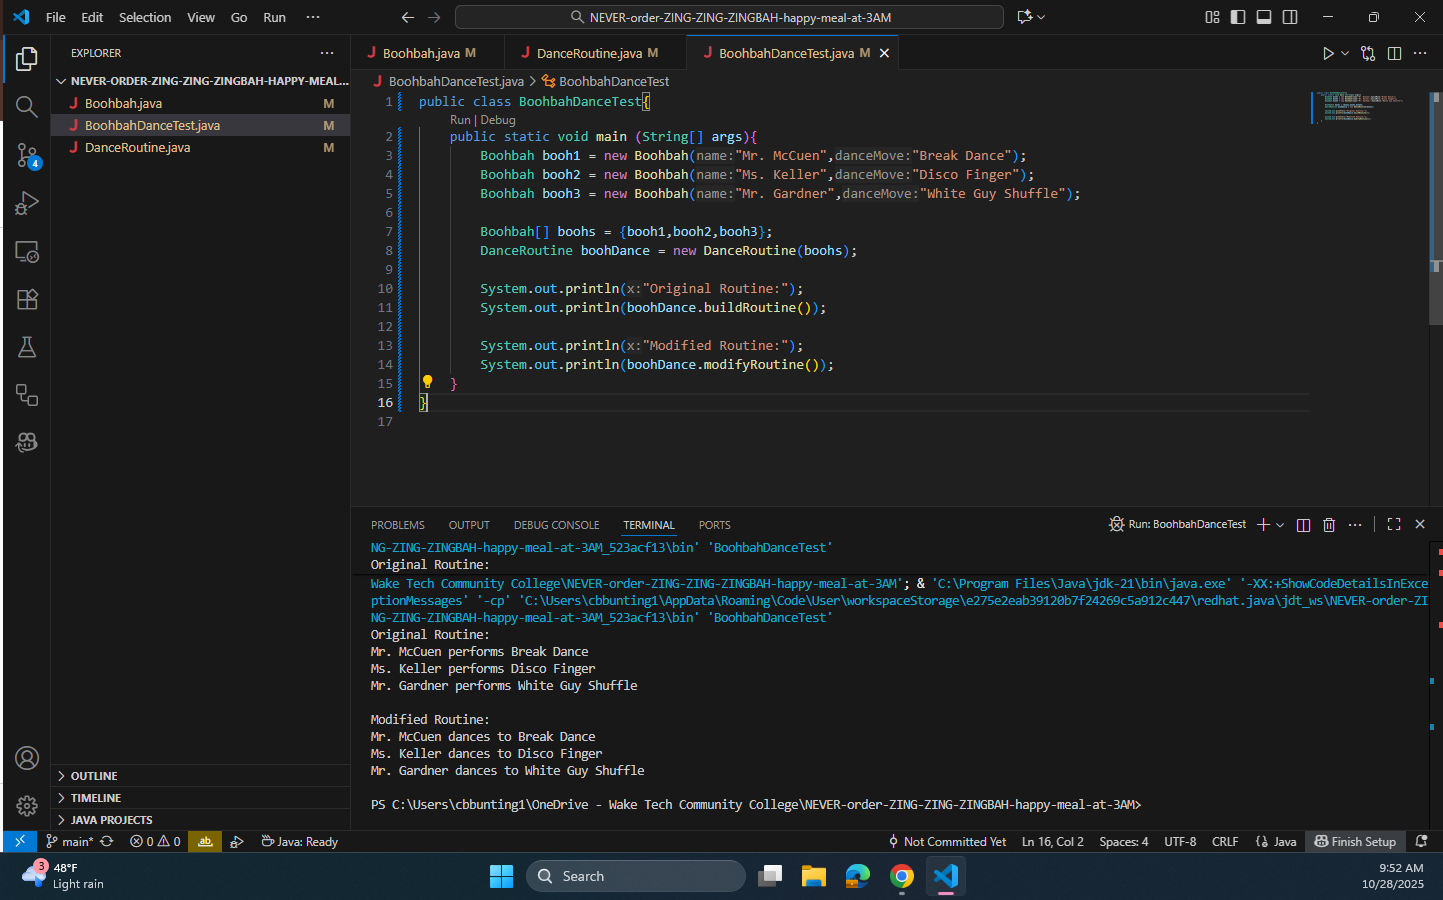 File Edit Selection View Go Run ···
NEVER-order-ZING-ZING-ZINGBAH-happy-meal-at-3AM
EXPLORER
NEVER-ORDER-ZING-ZING-ZINGBAH-HAPPY-MEAL...
Boohbah.java M
BoohbahDanceTest.java M
DanceRoutine.java M
4
OUTLINE
TIMELINE
JAVA PROJECTS
Boohbah.java M DanceRoutine.java M BoohbahDanceTest.java M
BoohbahDanceTest.java > BoohbahDanceTest
1 public class BoohbahDanceTest{
Run | Debug
2 public static void main (String[] args){
3 Boohbah booh1 = new Boohbah(name:"Mr. McCuen",danceMove:"Break Dance");
4 Boohbah booh2 = new Boohbah(name:"Ms. Keller",danceMove:"Disco Finger");
5 Boohbah booh3 = new Boohbah(name:"Mr. Gardner",danceMove:"White Guy Shuffle");
6
7 Boohbah[] boohs = {booh1,booh2,booh3};
8 DanceRoutine boohDance = new DanceRoutine(boohs);
9
10 System.out.println(x:"Original Routine:");
11 System.out.println(boohDance.buildRoutine());
12
13 System.out.println(x:"Modified Routine:");
14 System.out.println(boohDance.modifyRoutine());
15 }
16 }
17
PROBLEMS OUTPUT DEBUG CONSOLE TERMINAL PORTS
Run: BoohbahDanceTest
NG-ZING-ZINGBAH-happy-meal-at-3AM_523acf13\bin' 'BoohbahDanceTest'
Original Routine:
Wake Tech Community College\NEVER-order-ZING-ZING-ZINGBAH-happy-meal-at-3AM'; & 'C:\Program Files\Java\jdk-21\bin\java.exe' '-XX:+ShowCodeDetailsInExce
ptionMessages' '-cp' 'C:\Users\cbbunting1\AppData\Roaming\Code\User\workspaceStorage\e275e2eab39120b7f24269c5a912c447\redhat.java\jdt_ws\NEVER-order-ZI
NG-ZING-ZINGBAH-happy-meal-at-3AM_523acf13\bin' 'BoohbahDanceTest'
Original Routine:
Mr. McCuen performs Break Dance
Ms. Keller performs Disco Finger
Mr. Gardner performs White Guy Shuffle
Modified Routine:
Mr. McCuen dances to Break Dance
Ms. Keller dances to Disco Finger
Mr. Gardner dances to White Guy Shuffle
PS C:\Users\cbbunting1\OneDrive - Wake Tech Community College\NEVER-order-ZING-ZING-ZINGBAH-happy-meal-at-3AM>
main* 0 0 ab Java: Ready
Not Committed Yet Ln 16, Col 2 Spaces: 4 UTF-8 CRLF {} Java Finish Setup
3
48°F
Light rain
Search
9:52 AM
10/28/2025